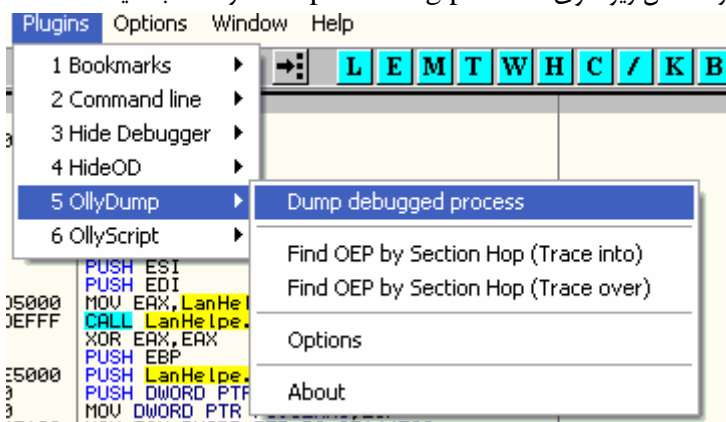 Plugins Options Window Help
L E M T W H C / K B
1 Bookmarks
2 Command line
3 Hide Debugger
4 HideOD
5 OllyDump
6 OllyScript
Dump debugged process
Find OEP by Section Hop (Trace into)
Find OEP by Section Hop (Trace over)
Options
About
PUSH ESI
PUSH EDI
05000 MOV EAX,LanHel
DEFFF CALL LanHelpe.
XOR EAX,EAX
PUSH EBP
E5000 PUSH LanHelpe.
PUSH DWORD PTR
MOV DWORD PTR